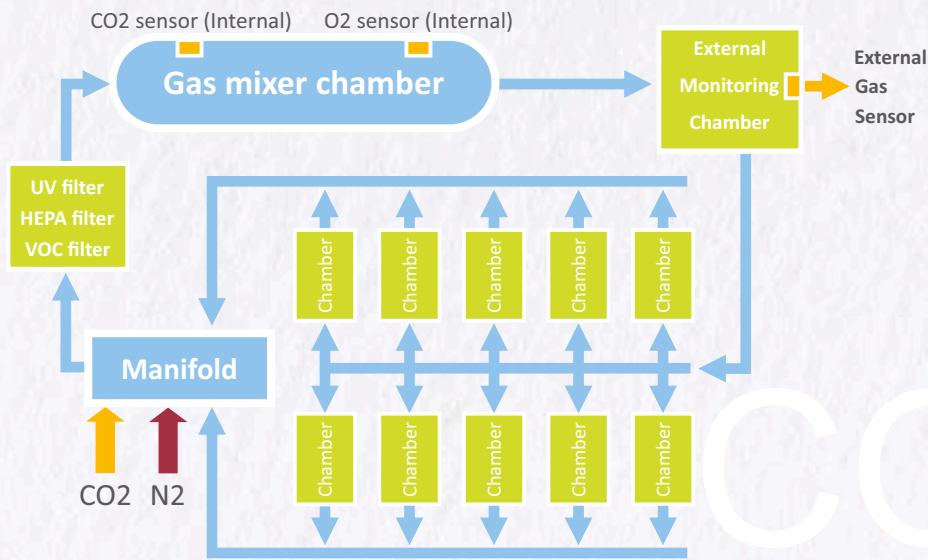 CO2 sensor (Internal)
O2 sensor (Internal)
Gas mixer chamber
External
Monitoring
Chamber
External
Gas
Sensor
UV filter
HEPA filter
VOC filter
Chamber
Chamber
Chamber
Chamber
Chamber
Manifold
Chamber
Chamber
Chamber
Chamber
Chamber
CO2
N2